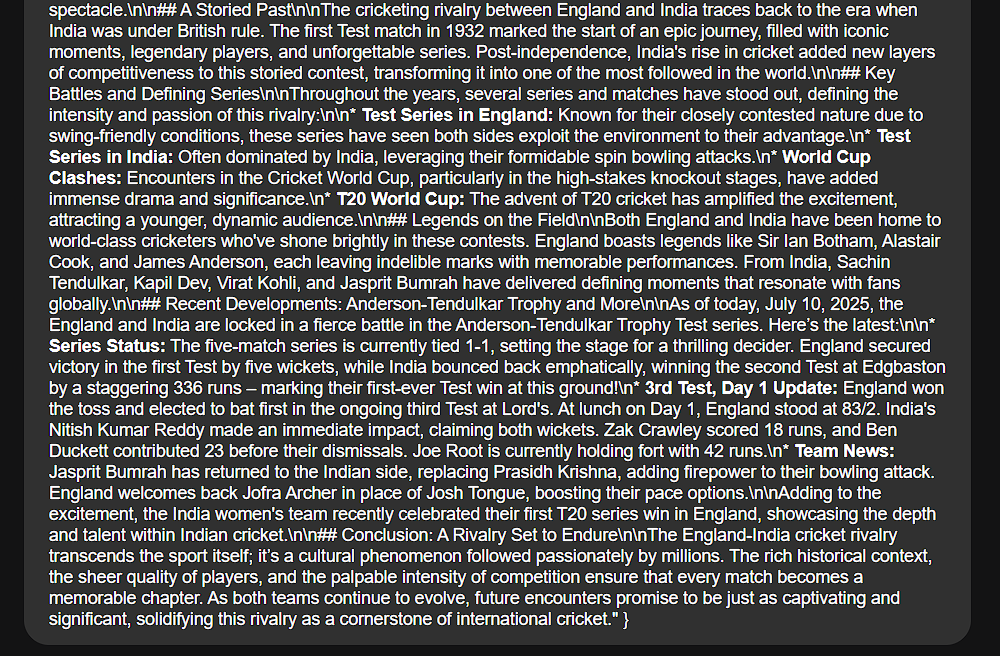 spectacle.\n\n## A Storied Past\n\nThe cricketing rivalry between England and India traces back to the era when
India was under British rule. The first Test match in 1932 marked the start of an epic journey, filled with iconic
moments, legendary players, and unforgettable series. Post-independence, India's rise in cricket added new layers
of competitiveness to this storied contest, transforming it into one of the most followed in the world.\n\n## Key
Battles and Defining Series\n\nThroughout the years, several series and matches have stood out, defining the
intensity and passion of this rivalry:\n\n* Test Series in England: Known for their closely contested nature due to
swing-friendly conditions, these series have seen both sides exploit the environment to their advantage.\n* Test
Series in India: Often dominated by India, leveraging their formidable spin bowling attacks.\n* World Cup
Clashes: Encounters in the Cricket World Cup, particularly in the high-stakes knockout stages, have added
immense drama and significance.\n* T20 World Cup: The advent of T20 cricket has amplified the excitement,
attracting a younger, dynamic audience.\n\n## Legends on the Field\n\nBoth England and India have been home to
world-class cricketers who've shone brightly in these contests. England boasts legends like Sir Ian Botham, Alastair
Cook, and James Anderson, each leaving indelible marks with memorable performances. From India, Sachin
Tendulkar, Kapil Dev, Virat Kohli, and Jasprit Bumrah have delivered defining moments that resonate with fans
globally.\n\n## Recent Developments: Anderson-Tendulkar Trophy and More\n\nAs of today, July 10, 2025, the
England and India are locked in a fierce battle in the Anderson-Tendulkar Trophy Test series. Here's the latest:\n\n*
Series Status: The five-match series is currently tied 1-1, setting the stage for a thrilling decider. England secured
victory in the first Test by five wickets, while India bounced back emphatically, winning the second Test at Edgbaston
by a staggering 336 runs – marking their first-ever Test win at this ground!\n* 3rd Test, Day 1 Update: England won
the toss and elected to bat first in the ongoing third Test at Lord's. At lunch on Day 1, England stood at 83/2. India's
Nitish Kumar Reddy made an immediate impact, claiming both wickets. Zak Crawley scored 18 runs, and Ben
Duckett contributed 23 before their dismissals. Joe Root is currently holding fort with 42 runs.\n* Team News:
Jasprit Bumrah has returned to the Indian side, replacing Prasidh Krishna, adding firepower to their bowling attack.
England welcomes back Jofra Archer in place of Josh Tongue, boosting their pace options.\n\nAdding to the
excitement, the India women's team recently celebrated their first T20 series win in England, showcasing the depth
and talent within Indian cricket.\n\n## Conclusion: A Rivalry Set to Endure\n\nThe England-India cricket rivalry
transcends the sport itself; it's a cultural phenomenon followed passionately by millions. The rich historical context,
the sheer quality of players, and the palpable intensity of competition ensure that every match becomes a
memorable chapter. As both teams continue to evolve, future encounters promise to be just as captivating and
significant, solidifying this rivalry as a cornerstone of international cricket." }